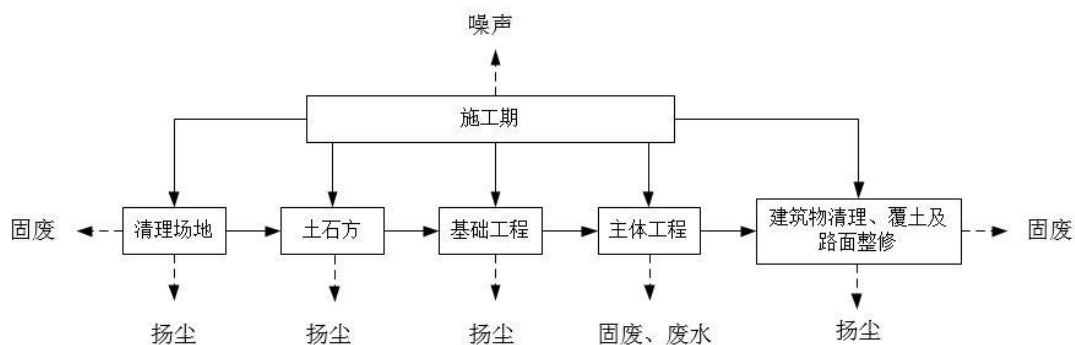 噪声
施工期
固废
清理场地
土石方
基础工程
主体工程
建筑物清理、覆土及
路面整修
固废
扬尘
扬尘
扬尘
固废、废水
扬尘